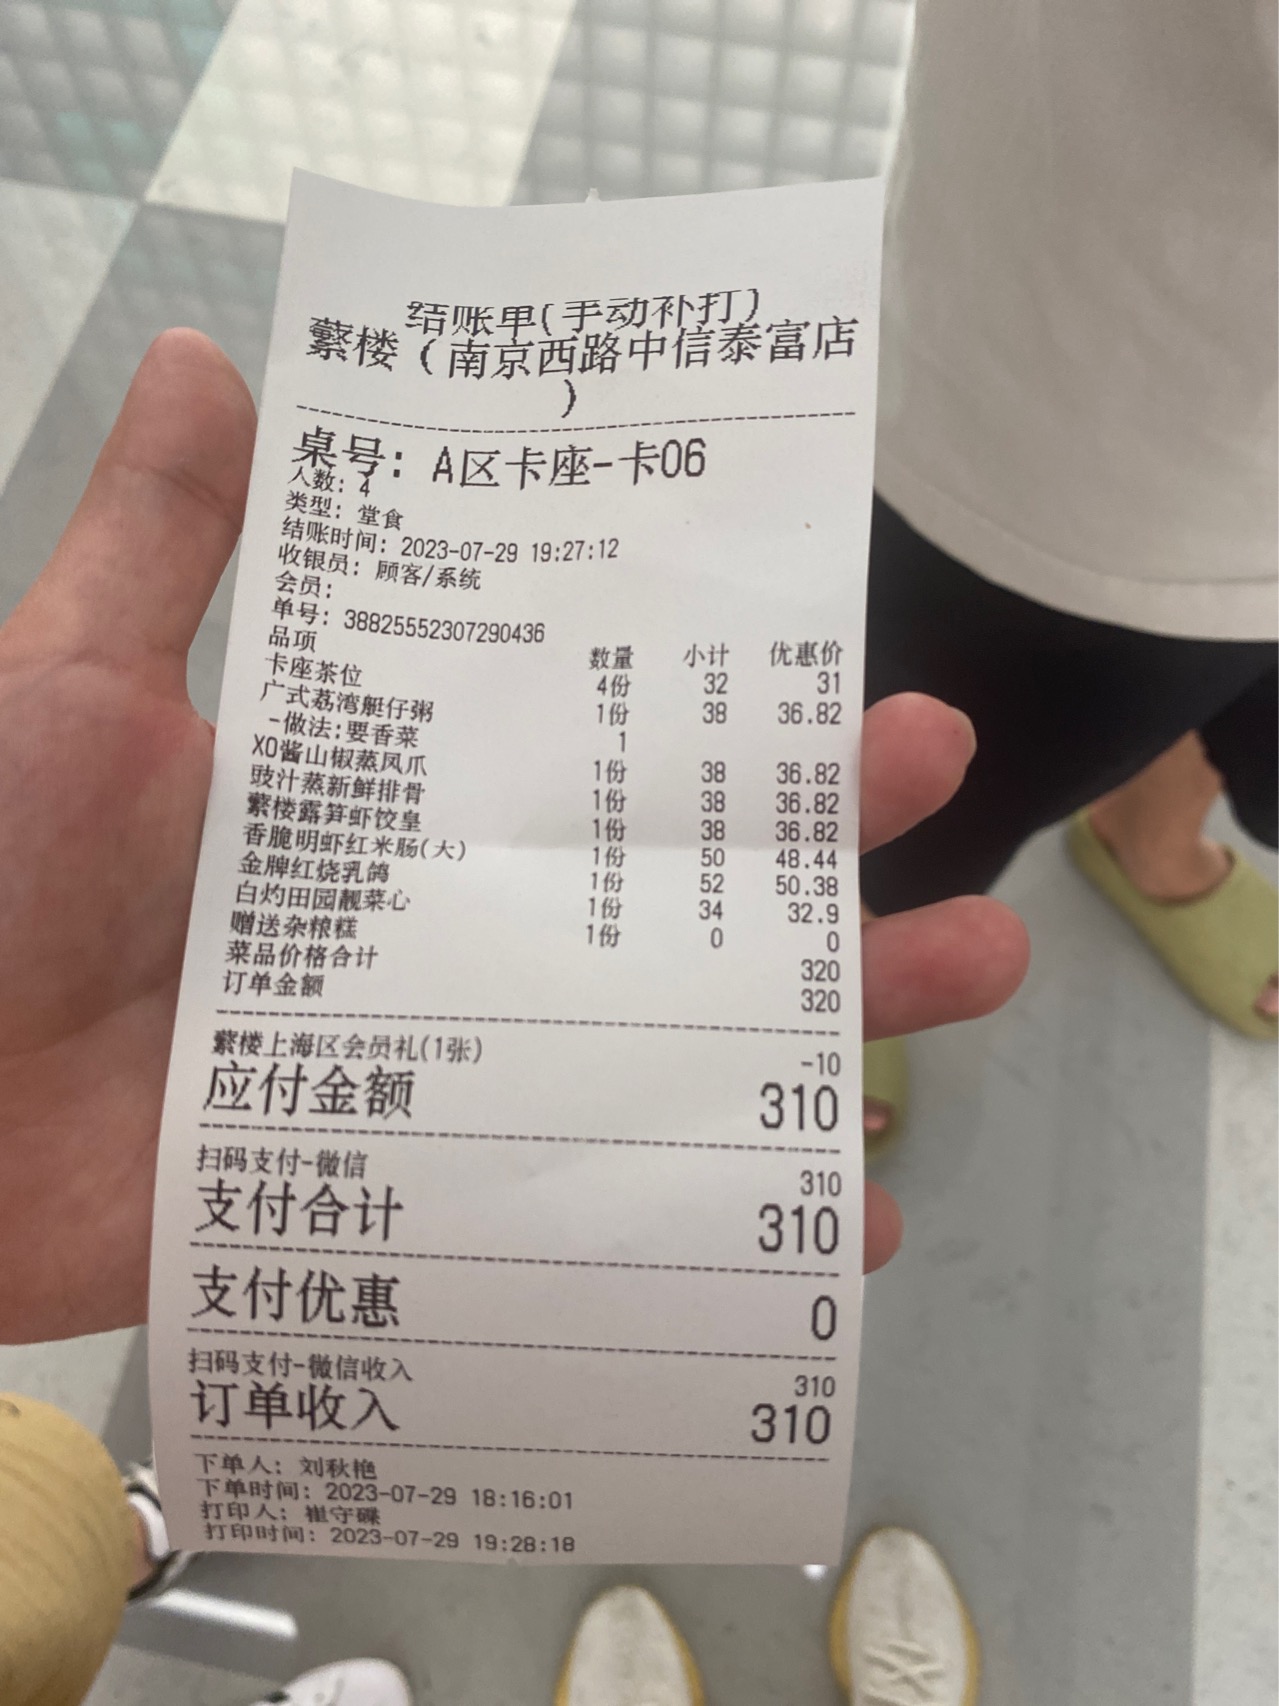 结账单(手动补打)
蘩楼（南京西路中信泰富店
）
桌号: A区卡座-卡06
人数: 4
类型: 堂食
结账时间: 2023-07-29 19:27:12
收银员: 顾客/系统
会员:
单号: 38825552307290436
品项 数量 小计 优惠价
卡座茶位 4份 32 31
广式荔湾艇仔粥 1份 38 36.82
-做法:要香菜 1
XO酱山椒蒸凤爪 1份 38 36.82
豉汁蒸新鲜排骨 1份 38 36.82
蘩楼露笋虾饺皇 1份 38 36.82
香脆明虾红米肠(大) 1份 50 48.44
金牌红烧乳鸽 1份 52 50.38
白灼田园靓菜心 1份 34 32.9
赠送杂粮糕 1份 0 0
菜品价格合计 320
订单金额 320
蘩楼上海区会员礼(1张) -10
应付金额 310
扫码支付-微信 310
支付合计 310
支付优惠 0
扫码支付-微信收入 310
订单收入 310
下单人: 刘秋艳
下单时间: 2023-07-29 18:16:01
打印人: 崔守碟
打印时间: 2023-07-29 19:28:18